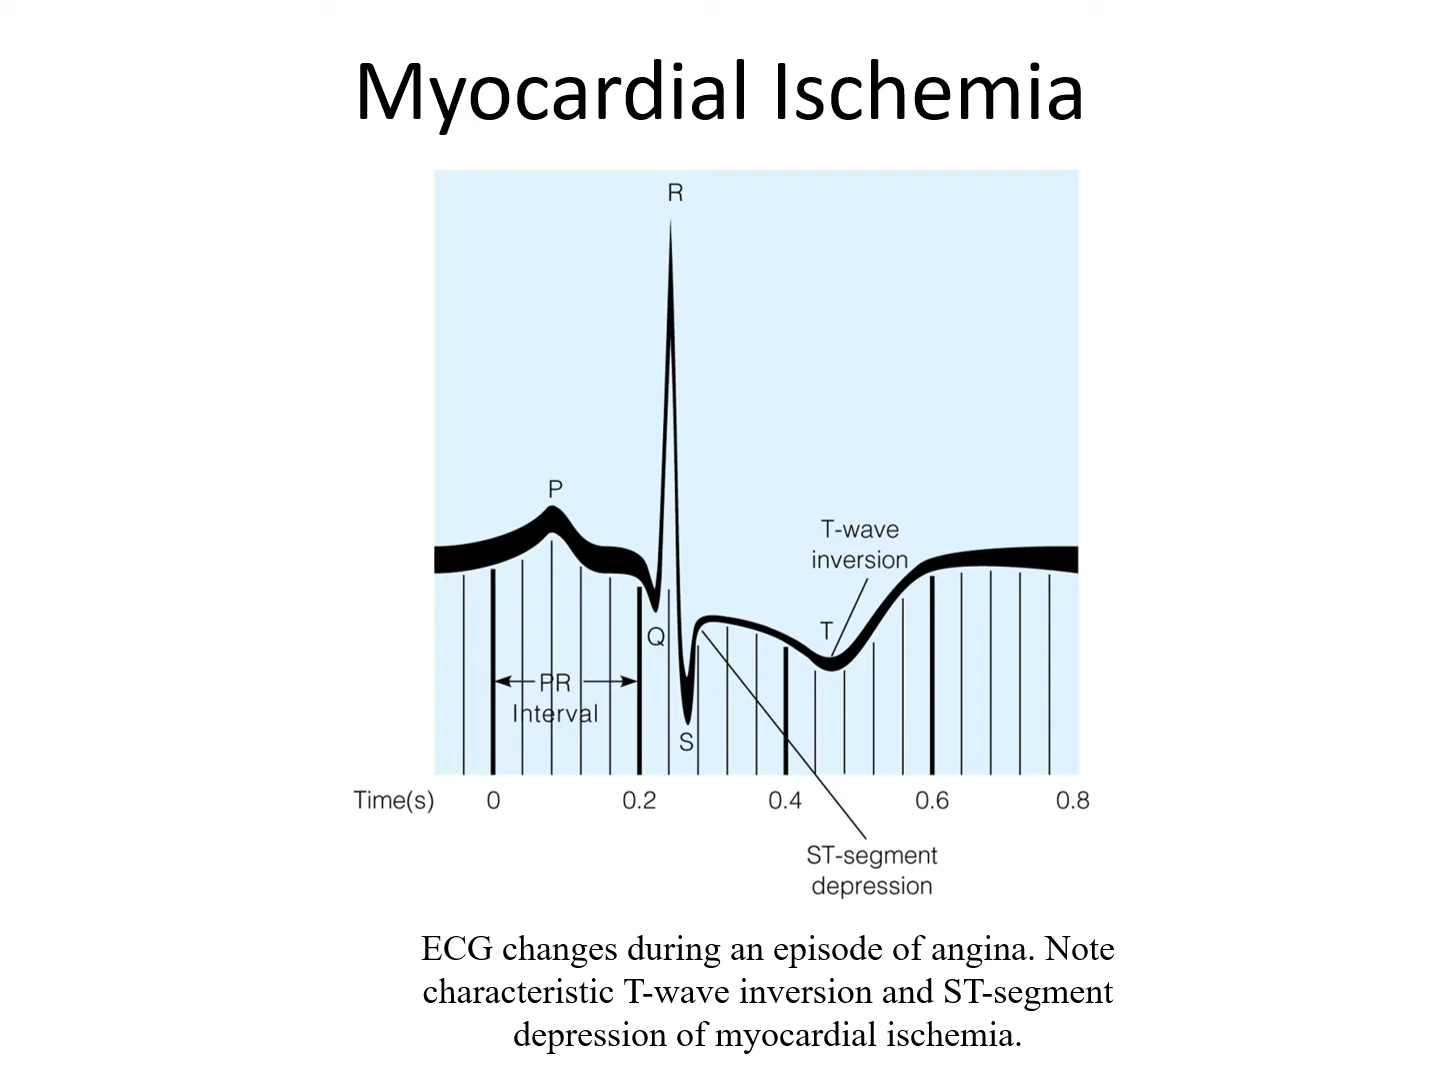 Myocardial Ischemia
R
P
T-wave
inversion
T
Q
PR
Interval
S
Time(s) 0 0.2 0.4 0.6 0.8
ST-segment
depression
ECG changes during an episode of angina. Note
characteristic T-wave inversion and ST-segment
depression of myocardial ischemia.